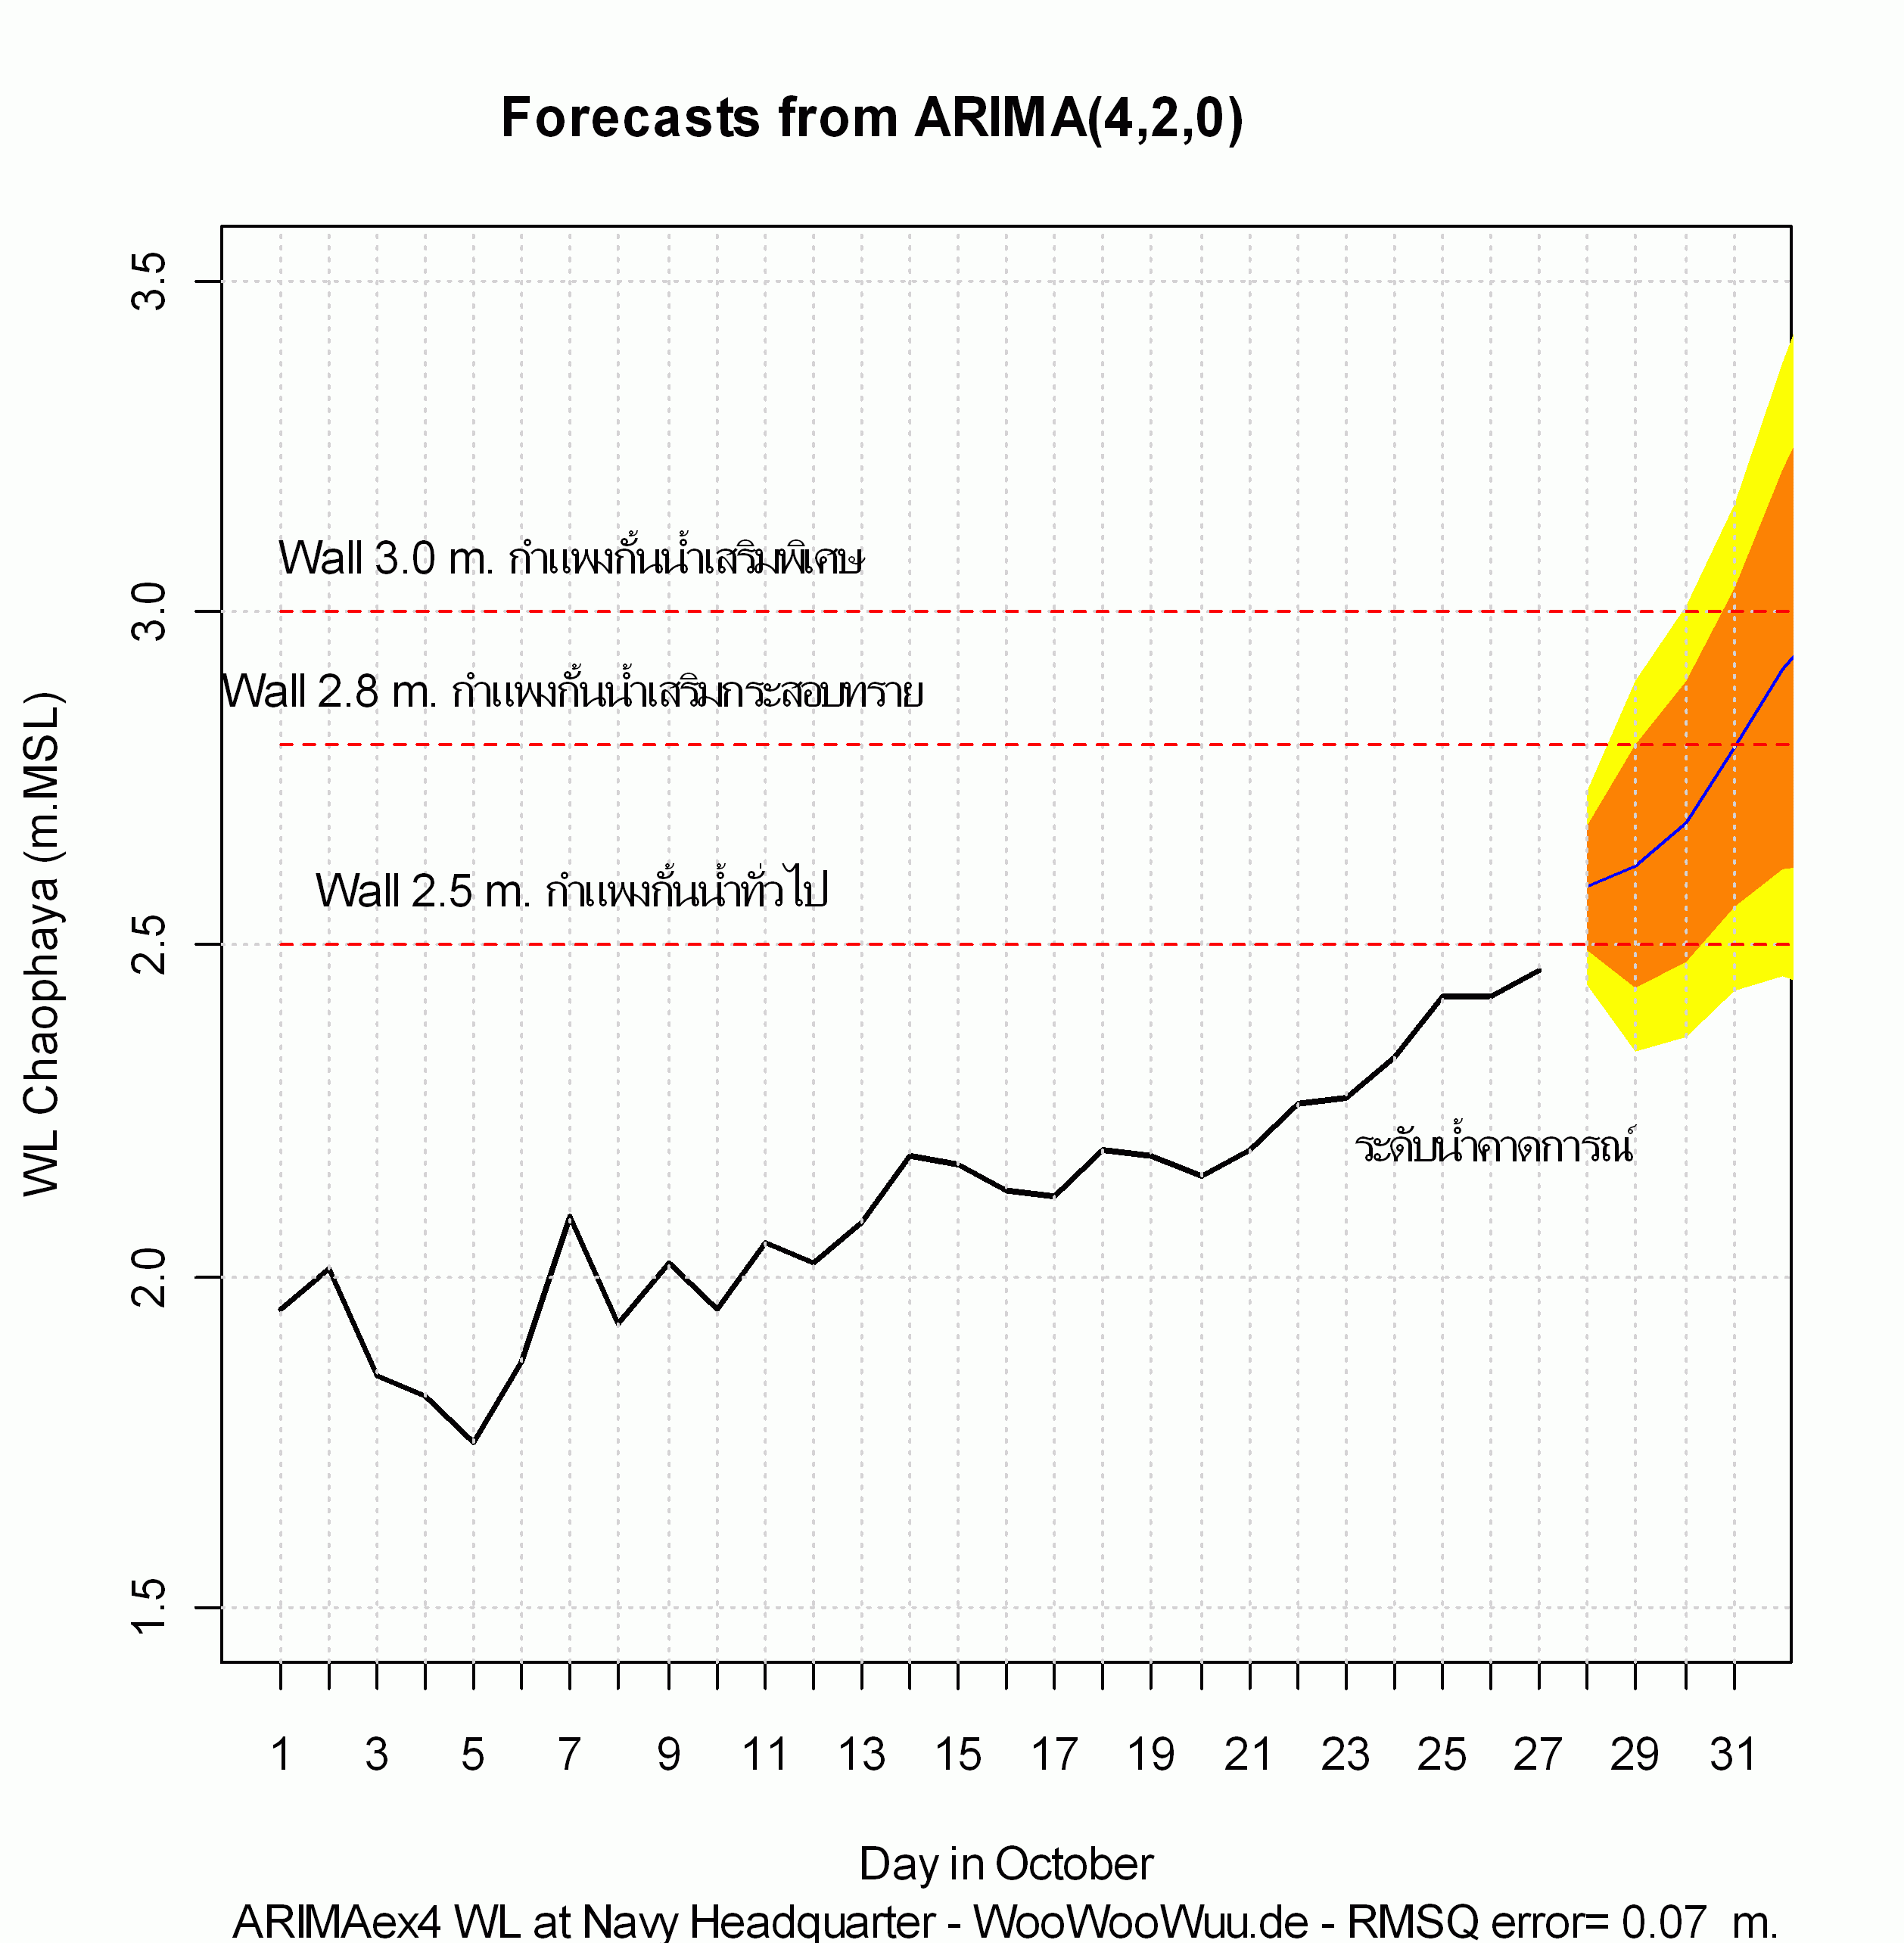 Forecasts from ARIMA(4,2,0)
3.5
Wall 3.0 m. กำแพงกั้นน้ำเสริมพิเศษ
3.0
Wall 2.8 m. กำแพงกั้นน้ำเสริมกระสอบทราย
WL Chaophaya (m.MSL)
Wall 2.5 m. กำแพงกั้นน้ำทั่วไป
2.5
ระดับน้ำคาดการณ์
2.0
1.5
1 3 5 7 9 11 13 15 17 19 21 23 25 27 29 31
Day in October
ARIMAex4 WL at Navy Headquarter - WooWooWuu.de - RMSQ error= 0.07 m.